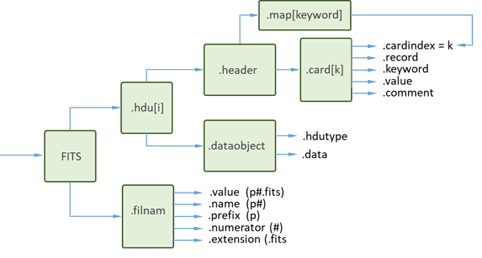 .map[keyword]
.header
.card[k]
.cardindex = k
.record
.keyword
.value
.comment
.hdu[i]
.dataobject
.hdutype
.data
FITS
.filnam
.value (p#.fits)
.name (p#)
.prefix (p)
.numerator (#)
.extension (.fits